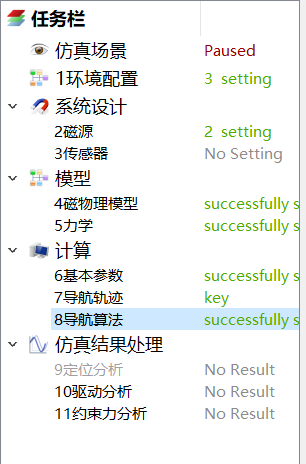 任务栏
仿真场景 Paused
1环境配置 3 setting
系统设计
2磁源 2 setting
3传感器 No Setting
模型
4磁物理模型 successfully s
5力学 successfully s
计算
6基本参数 successfully s
7导航轨迹 key
8导航算法 successfully s
仿真结果处理
9定位分析 No Result
10驱动分析 No Result
11约束力分析 No Result